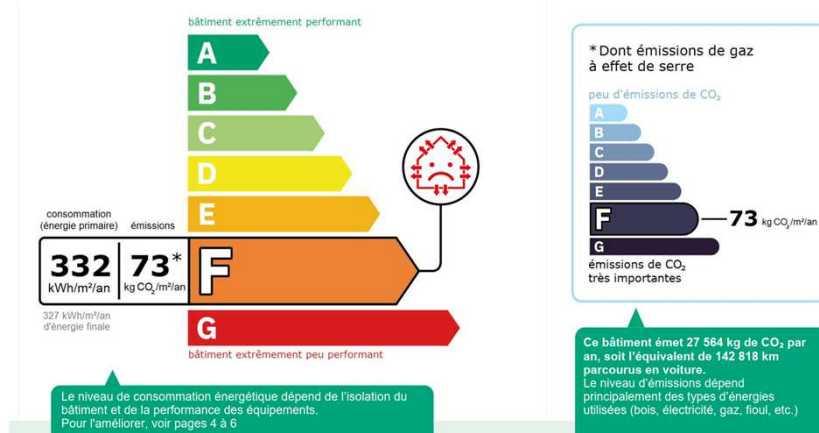 bâtiment extrêmement performant
A
B
C
D
E
consommation
(énergie primaire)
émissions
332
kWh/m²/an
73*
kg CO₂/m²/an
F
327 kWh/m²/an
d'énergie finale
G
bâtiment extrêmement peu performant
Le niveau de consommation énergétique dépend de l'isolation du
bâtiment et de la performance des équipements.
Pour l'améliorer, voir pages 4 à 6
*Dont émissions de gaz
à effet de serre
peu d'émissions de CO₂
A
B
C
D
E
F
73 kg CO₂/m²/an
G
émissions de CO₂
très importantes
Ce bâtiment émet 27 564 kg de CO₂ par
an, soit l'équivalent de 142 818 km
parcourus en voiture.
Le niveau d'émissions dépend
principalement des types d'énergies
utilisées (bois, électricité, gaz, fioul, etc.)